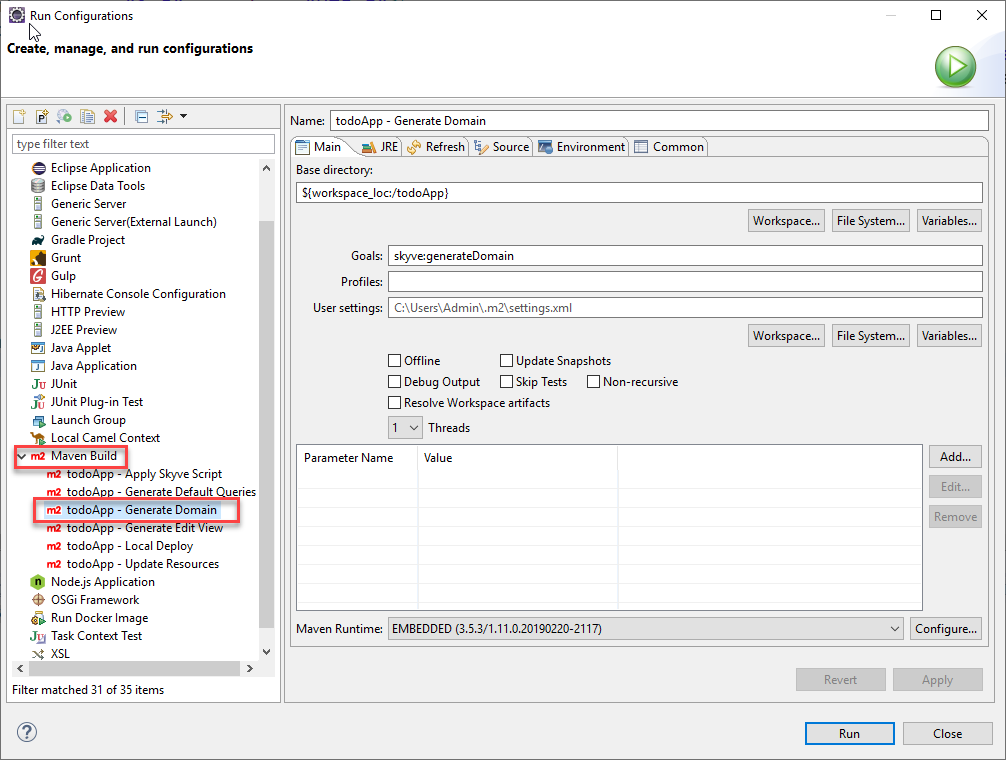 Run Configurations
Create, manage, and run configurations
type filter text
Eclipse Application
Eclipse Data Tools
Generic Server
Generic Server(External Launch)
Gradle Project
Grunt
Gulp
Hibernate Console Configuration
HTTP Preview
J2EE Preview
Java Applet
Java Application
JUnit
JUnit Plug-in Test
Launch Group
Local Camel Context
m2 Maven Build
m2 todoApp - Apply Skyve Script
m2 todoApp - Generate Default Queries
m2 todoApp - Generate Domain
m2 todoApp - Generate Edit View
m2 todoApp - Local Deploy
m2 todoApp - Update Resources
Node.js Application
OSGi Framework
Run Docker Image
Task Context Test
XSL
Filter matched 31 of 35 items
Name: todoApp - Generate Domain
Main JRE Refresh Source Environment Common
Base directory:
${workspace_loc:/todoApp}
Workspace... File System... Variables...
Goals: skyve:generateDomain
Profiles:
User settings: C:\Users\Admin\.m2\settings.xml
Workspace... File System... Variables...
Offline Update Snapshots
Debug Output Skip Tests Non-recursive
Resolve Workspace artifacts
1 Threads
Parameter Name Value
Add...
Edit...
Remove
Maven Runtime: EMBEDDED (3.5.3/1.11.0.20190220-2117) Configure...
Revert Apply
? Run Close